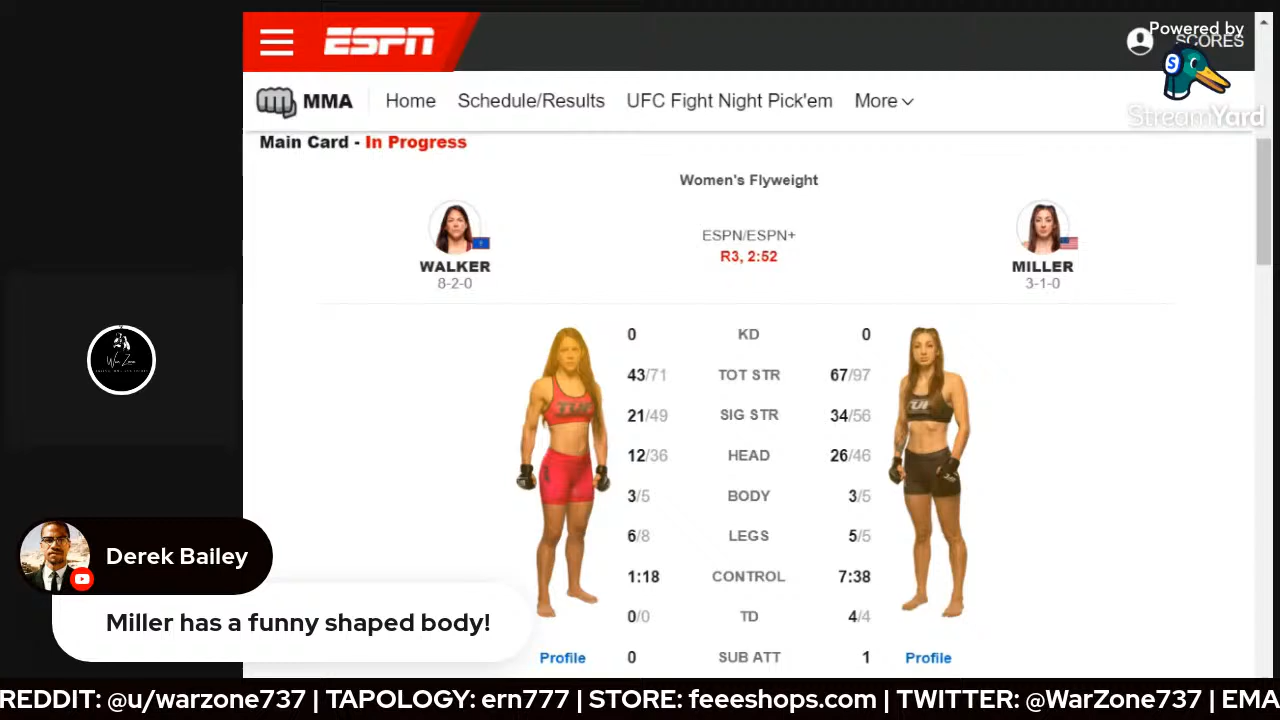 ESPN
Powered by
SCORES
StreamYard
MMA Home Schedule/Results UFC Fight Night Pick'em More
Main Card - In Progress
Women's Flyweight
ESPN/ESPN+
R3, 2:52
WALKER
8-2-0
MILLER
3-1-0
0 KD 0
43/71 TOT STR 67/97
21/49 SIG STR 34/56
12/36 HEAD 26/46
3/5 BODY 3/5
6/8 LEGS 5/5
1:18 CONTROL 7:38
0/0 TD 4/4
Profile 0 SUB ATT 1 Profile
War Zone
Derek Bailey
Miller has a funny shaped body!
REDDIT: @u/warzone737 | TAPOLOGY: ern777 | STORE: feeeshops.com | TWITTER: @WarZone737 | EMA